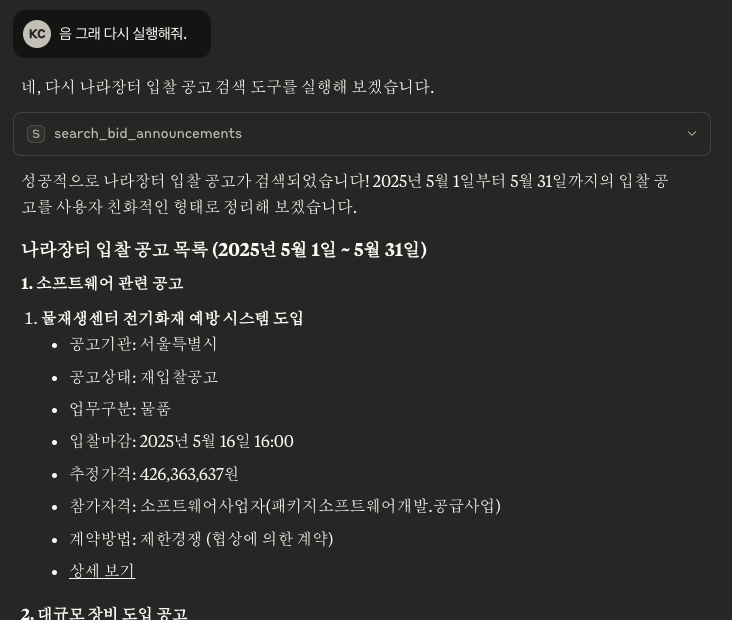 KC 음 그래 다시 실행해줘.
네, 다시 나라장터 입찰 공고 검색 도구를 실행해 보겠습니다.
S search_bid_announcements
성공적으로 나라장터 입찰 공고가 검색되었습니다! 2025년 5월 1일부터 5월 31일까지의 입찰 공
고를 사용자 친화적인 형태로 정리해 보겠습니다.
나라장터 입찰 공고 목록 (2025년 5월 1일 ~ 5월 31일)
1. 소프트웨어 관련 공고
1. 물재생센터 전기화재 예방 시스템 도입
• 공고기관: 서울특별시
• 공고상태: 재입찰공고
• 업무구분: 물품
• 입찰마감: 2025년 5월 16일 16:00
• 추정가격: 426,363,637원
• 참가자격: 소프트웨어사업자(패키지소프트웨어개발.공급사업)
• 계약방법: 제한경쟁 (협상에 의한 계약)
• 상세 보기
2. 대규모 장비 도입 공고